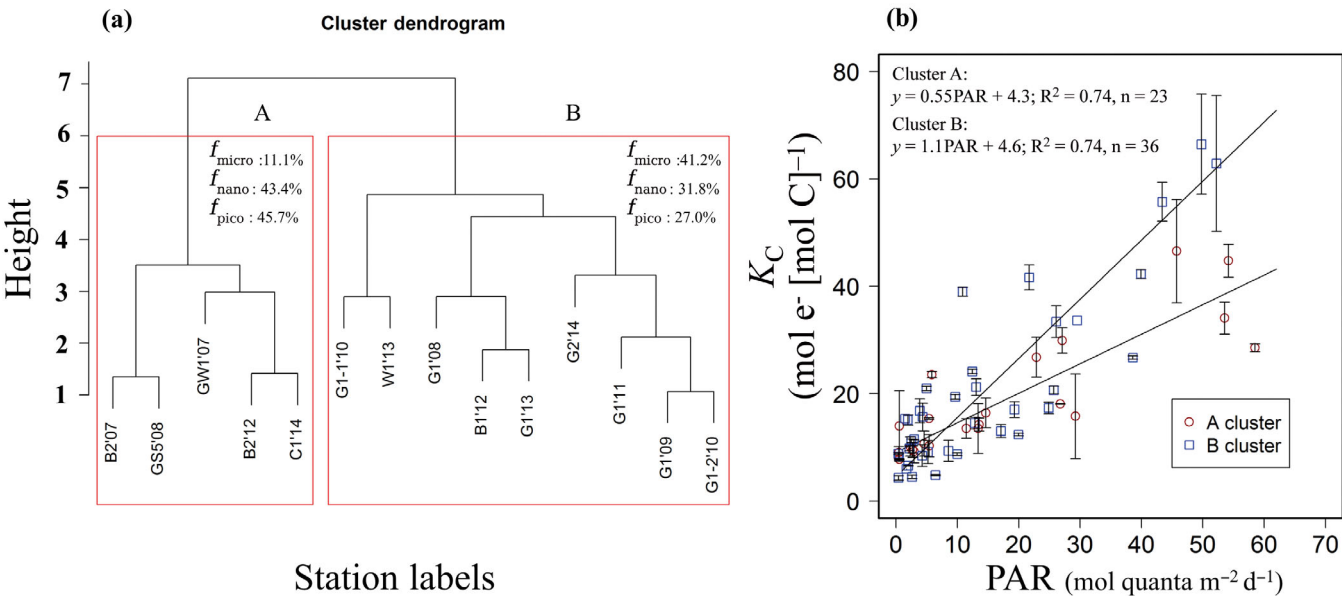 (a)
Cluster dendrogram
Height
7
6
5
4
3
2
1
A
B
fmicro :11.1%
fnano : 43.4%
fpico : 45.7%
fmicro :41.2%
fnano : 31.8%
fpico : 27.0%
B2'07
GS5'08
GW1'07
B2'12
C1'14
G1-1'10
W1'13
G1'08
B1'12
G1'13
G2'14
G1'11
G1'09
G1-2'10
Station labels
(b)
Cluster A:
y = 0.55PAR + 4.3; R² = 0.74, n = 23
Cluster B:
y = 1.1PAR + 4.6; R² = 0.74, n = 36
KC
(mol e⁻ [mol C]⁻¹)
80
60
40
20
0
A cluster
B cluster
0 10 20 30 40 50 60 70
PAR (mol quanta m⁻² d⁻¹)